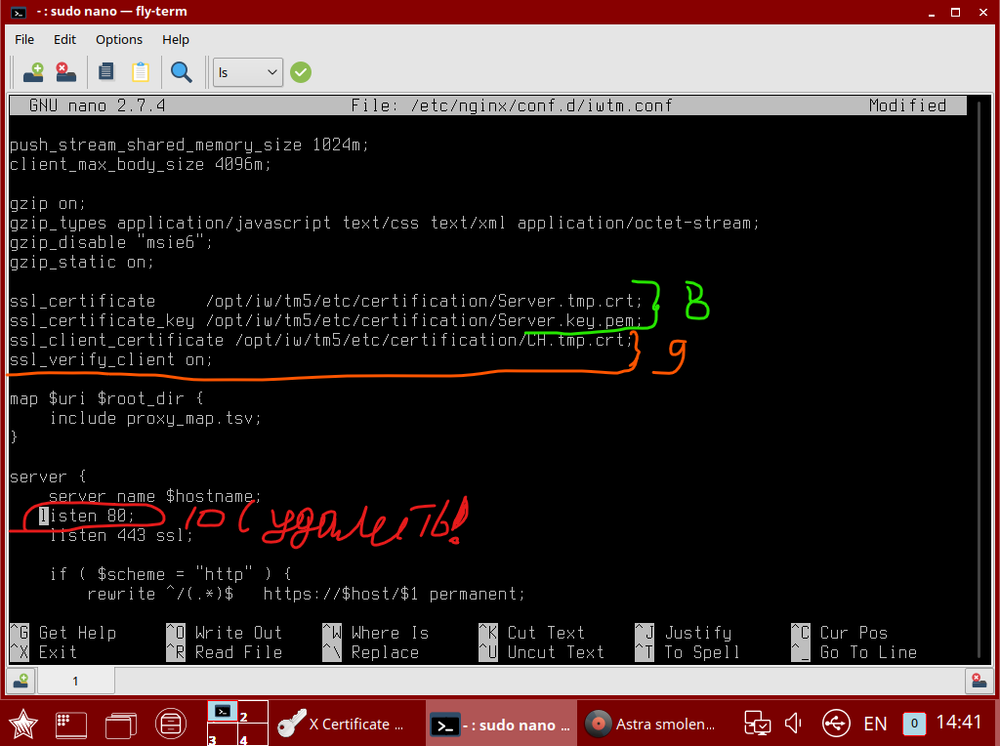 - : sudo nano — fly-term
File Edit Options Help
ls
GNU nano 2.7.4 File: /etc/nginx/conf.d/iwtm.conf Modified
push_stream_shared_memory_size 1024m;
client_max_body_size 4096m;
gzip on;
gzip_types application/javascript text/css text/xml application/octet-stream;
gzip_disable "msie6";
gzip_static on;
ssl_certificate /opt/iw/tm5/etc/certification/Server.tmp.crt;
ssl_certificate_key /opt/iw/tm5/etc/certification/Server.key.pem; } 8
ssl_client_certificate /opt/iw/tm5/etc/certification/CH.tmp.crt;
ssl_verify_client on; } 9
map $uri $root_dir {
include proxy_map.tsv;
}
server {
server_name $hostname;
listen 80; 10 (удалить!
listen 443 ssl;
if ( $scheme = "http" ) {
rewrite ^/(.*)$ https://$host/$1 permanent;
^G Get Help ^O Write Out ^W Where Is ^K Cut Text ^J Justify ^C Cur Pos
^X Exit ^R Read File ^\ Replace ^U Uncut Text ^T To Spell ^_ Go To Line
1
2 3 4 X Certificate ... - : sudo nano ... Astra smolen... EN 0 14:41